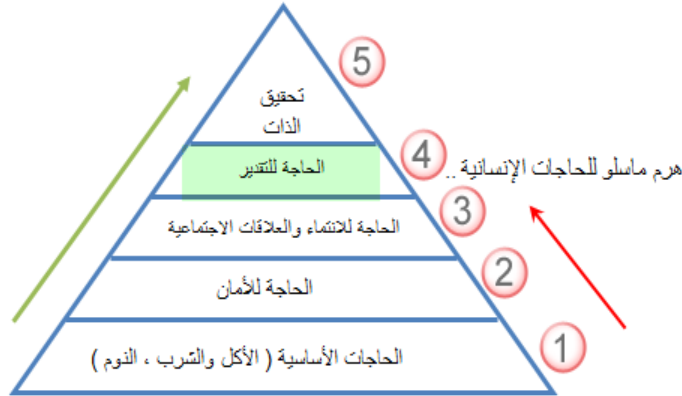 5
تحقيق
الذات
4
الحاجة للتقدير
هرم ماسلو للحاجات الإنسانية ..
3
الحاجة للانتماء والعلاقات الاجتماعية
2
الحاجة للأمان
1
الحاجات الأساسية ( الأكل والشرب ، النوم )